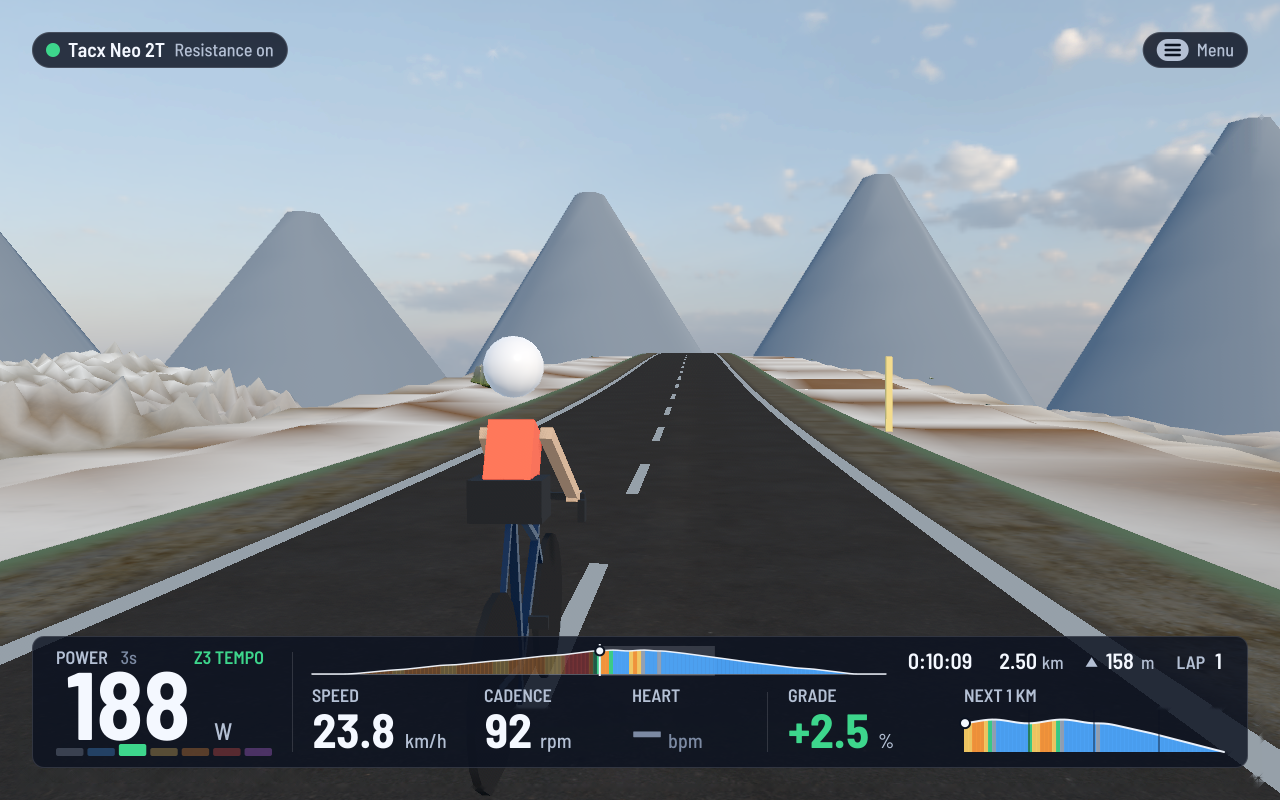 Tacx Neo 2T Resistance on
Menu
POWER 3s Z3 TEMPO
188 W
0:10:09 2.50 km ▲ 158 m LAP 1
SPEED CADENCE HEART GRADE NEXT 1 KM
23.8 km/h 92 rpm — bpm +2.5 %